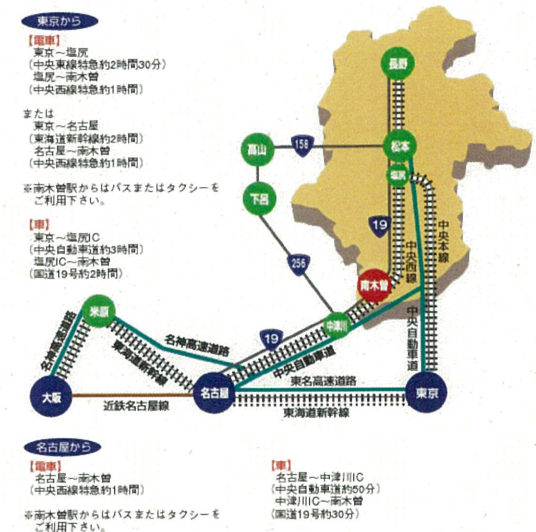 東京から
【電車】
東京～塩尻
(中央東線特急約2時間30分)
塩尻～南木曽
(中央西線特急約1時間)
または
東京～名古屋
(東海道新幹線約2時間)
名古屋～南木曽
(中央西線特急約1時間)
※南木曽駅からはバスまたはタクシーを
ご利用下さい。
【車】
東京～塩尻IC
(中央自動車道約3時間)
塩尻IC～南木曽
(国道19号約2時間)
長野
高山
158
松本
塩尻
下呂
19
中央西線
中央本線
256
南木曽
中央自動車道
米原
中津川
19
名神高速道路
名神高速道路
東海道新幹線
中央自動車道
大阪
近鉄名古屋線
名古屋
東名高速道路
東海道新幹線
東京
名古屋から
【電車】
名古屋～南木曽
(中央西線特急約1時間)
※南木曽駅からはバスまたはタクシーを
ご利用下さい。
【車】
名古屋～中津川IC
(中央自動車道約50分)
中津川IC～南木曽
(国道19号約30分)